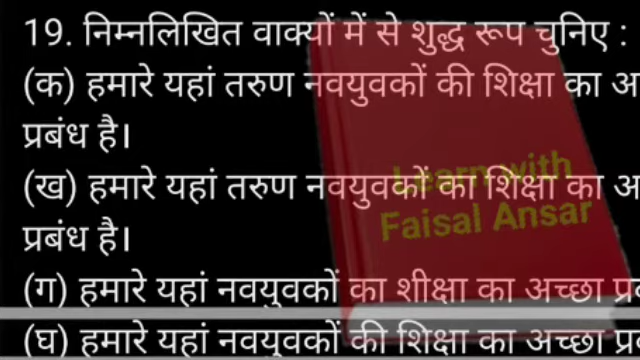 19. निम्नलिखित वाक्यों में से शुद्ध रूप चुनिए :
(क) हमारे यहां तरुण नवयुवकों की शिक्षा का
प्रबंध है।
(ख) हमारे यहां तरुण नवयुवकों का शिक्षा का
प्रबंध है।
(ग) हमारे यहां नवयुवकों का शीक्षा का अच्छा
(घ) हमारे यहां नवयुवकों की शिक्षा का अच्छा
Learn with
Faisal Ansar